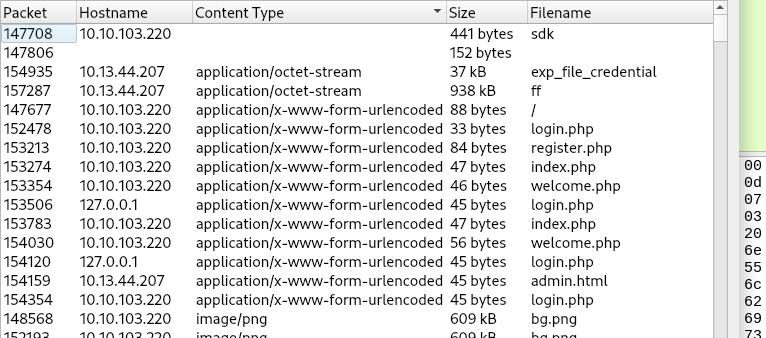 Packet Hostname Content Type Size Filename
147708 10.10.103.220 441 bytes sdk
147806 152 bytes
154935 10.13.44.207 application/octet-stream 37 kB exp_file_credential
157287 10.13.44.207 application/octet-stream 938 kB ff
147677 10.10.103.220 application/x-www-form-urlencoded 88 bytes /
152478 10.10.103.220 application/x-www-form-urlencoded 33 bytes login.php
153213 10.10.103.220 application/x-www-form-urlencoded 84 bytes register.php
153274 10.10.103.220 application/x-www-form-urlencoded 47 bytes index.php
153354 10.10.103.220 application/x-www-form-urlencoded 46 bytes welcome.php
153506 127.0.0.1 application/x-www-form-urlencoded 45 bytes login.php
153783 10.10.103.220 application/x-www-form-urlencoded 47 bytes index.php
154030 10.10.103.220 application/x-www-form-urlencoded 56 bytes welcome.php
154120 127.0.0.1 application/x-www-form-urlencoded 45 bytes login.php
154159 10.13.44.207 application/x-www-form-urlencoded 45 bytes admin.html
154354 10.10.103.220 application/x-www-form-urlencoded 45 bytes login.php
148568 10.10.103.220 image/png 609 kB bg.png
152193 10.10.103.220 image/png 609 kB bg.png
00
0d
07
03
20
6e
55
6c
62
69
73